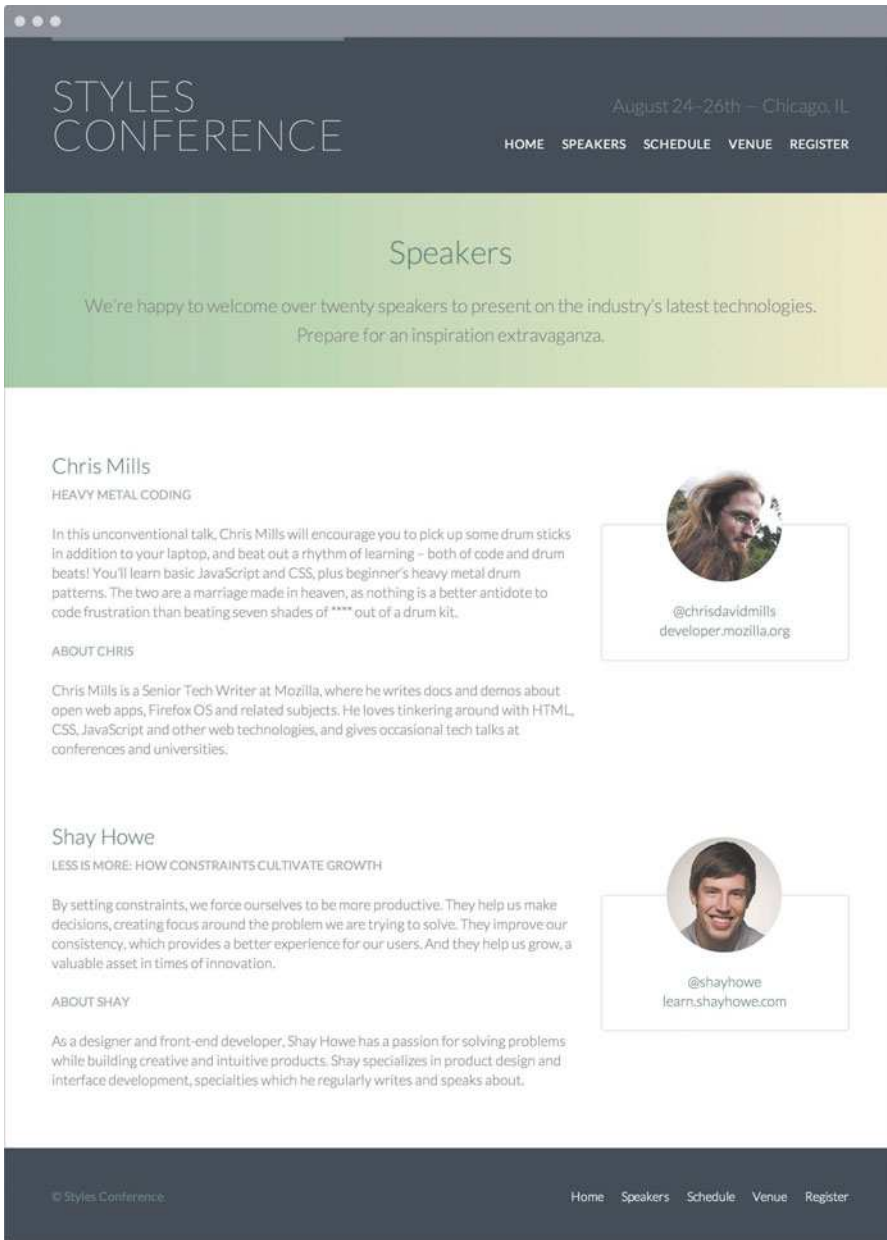 STYLES
CONFERENCE
August 24–26th — Chicago, IL
HOME SPEAKERS SCHEDULE VENUE REGISTER
Speakers
We're happy to welcome over twenty speakers to present on the industry's latest technologies.
Prepare for an inspiration extravaganza.
Chris Mills
HEAVY METAL CODING
In this unconventional talk, Chris Mills will encourage you to pick up some drum sticks
in addition to your laptop, and beat out a rhythm of learning – both of code and drum
beats! You'll learn basic JavaScript and CSS, plus beginner's heavy metal drum
patterns. The two are a marriage made in heaven, as nothing is a better antidote to
code frustration than beating seven shades of **** out of a drum kit.
ABOUT CHRIS
Chris Mills is a Senior Tech Writer at Mozilla, where he writes docs and demos about
open web apps, Firefox OS and related subjects. He loves tinkering around with HTML,
CSS, JavaScript and other web technologies, and gives occasional tech talks at
conferences and universities.
@chrisdavidmills
developer.mozilla.org
Shay Howe
LESS IS MORE: HOW CONSTRAINTS CULTIVATE GROWTH
By setting constraints, we force ourselves to be more productive. They help us make
decisions, creating focus around the problem we are trying to solve. They improve our
consistency, which provides a better experience for our users. And they help us grow, a
valuable asset in times of innovation.
ABOUT SHAY
As a designer and front-end developer, Shay Howe has a passion for solving problems
while building creative and intuitive products. Shay specializes in product design and
interface development, specialties which he regularly writes and speaks about.
@shayhowe
learn.shayhowe.com
© Styles Conference
Home Speakers Schedule Venue Register